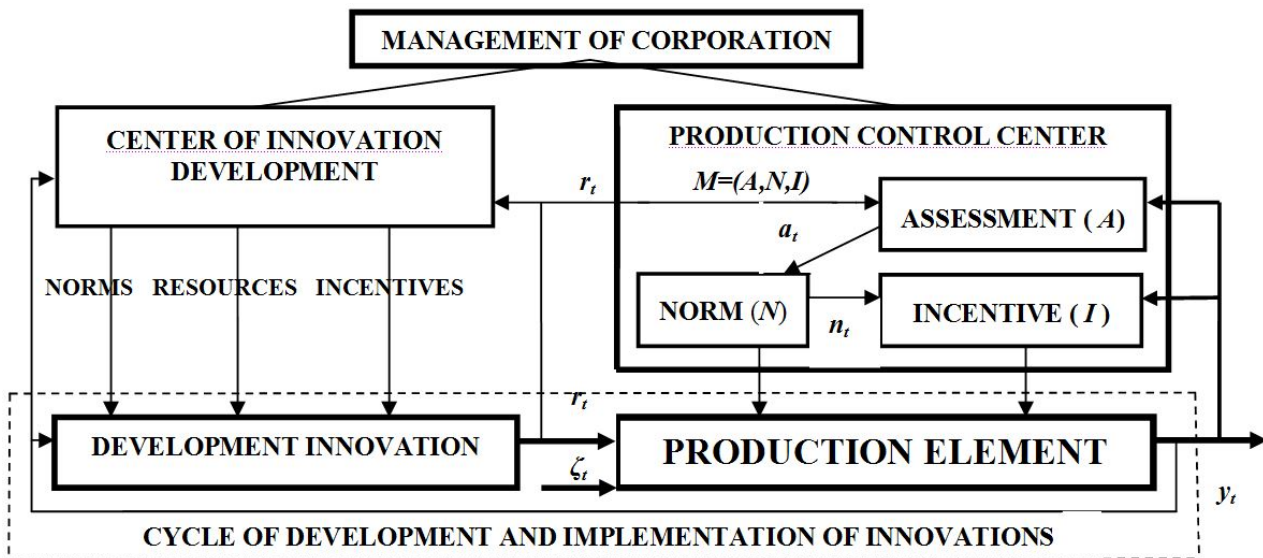 MANAGEMENT OF CORPORATION
CENTER OF INNOVATION
DEVELOPMENT
PRODUCTION CONTROL CENTER
r_t
M=(A,N,I)
ASSESSMENT ( A)
a_t
NORMS RESOURCES INCENTIVES
NORM (N)
n_t
INCENTIVE ( I )
r_t
DEVELOPMENT INNOVATION
PRODUCTION ELEMENT
ζ_t
y_t
CYCLE OF DEVELOPMENT AND IMPLEMENTATION OF INNOVATIONS